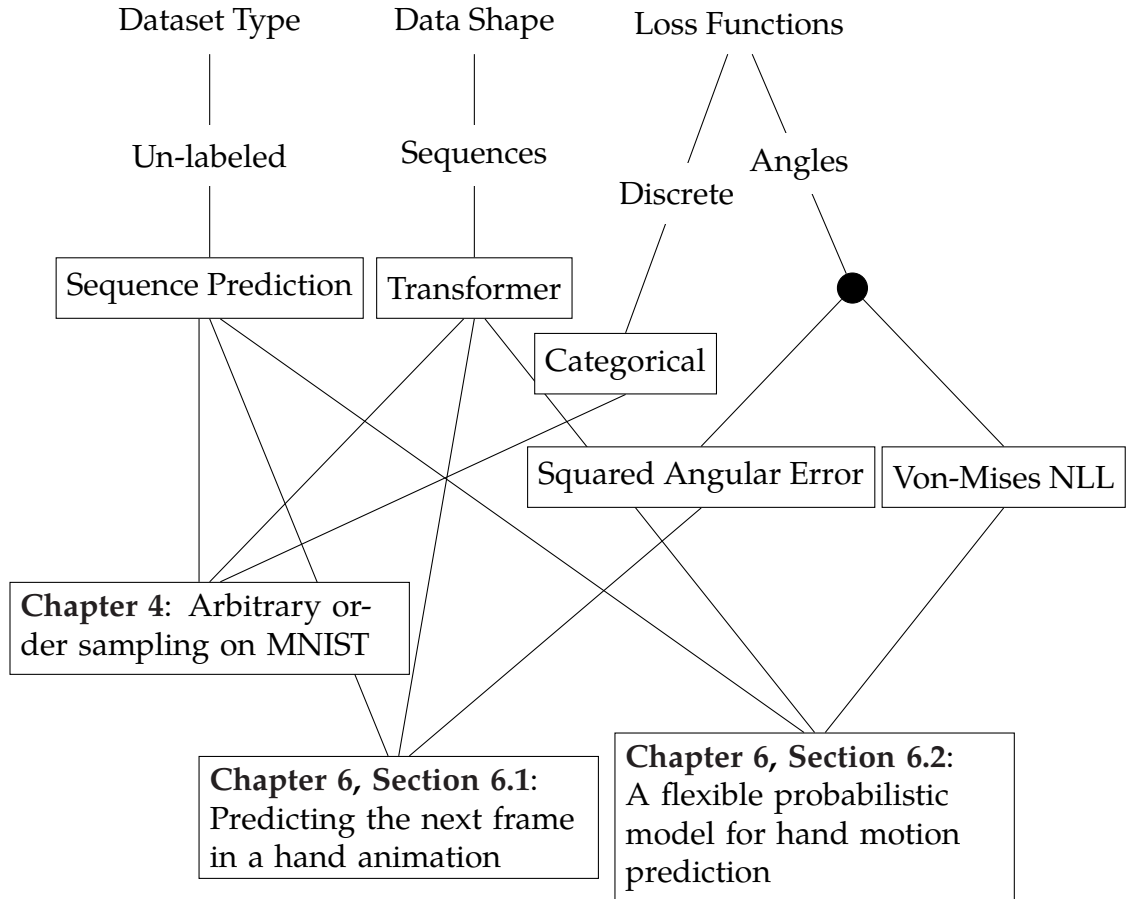 Dataset Type
Data Shape
Loss Functions
Un-labeled
Sequences
Angles
Discrete
Sequence Prediction
Transformer
Categorical
Squared Angular Error
Von-Mises NLL
Chapter 4: Arbitrary or-
der sampling on MNIST
Chapter 6, Section 6.1:
Predicting the next frame
in a hand animation
Chapter 6, Section 6.2:
A flexible probabilistic
model for hand motion
prediction